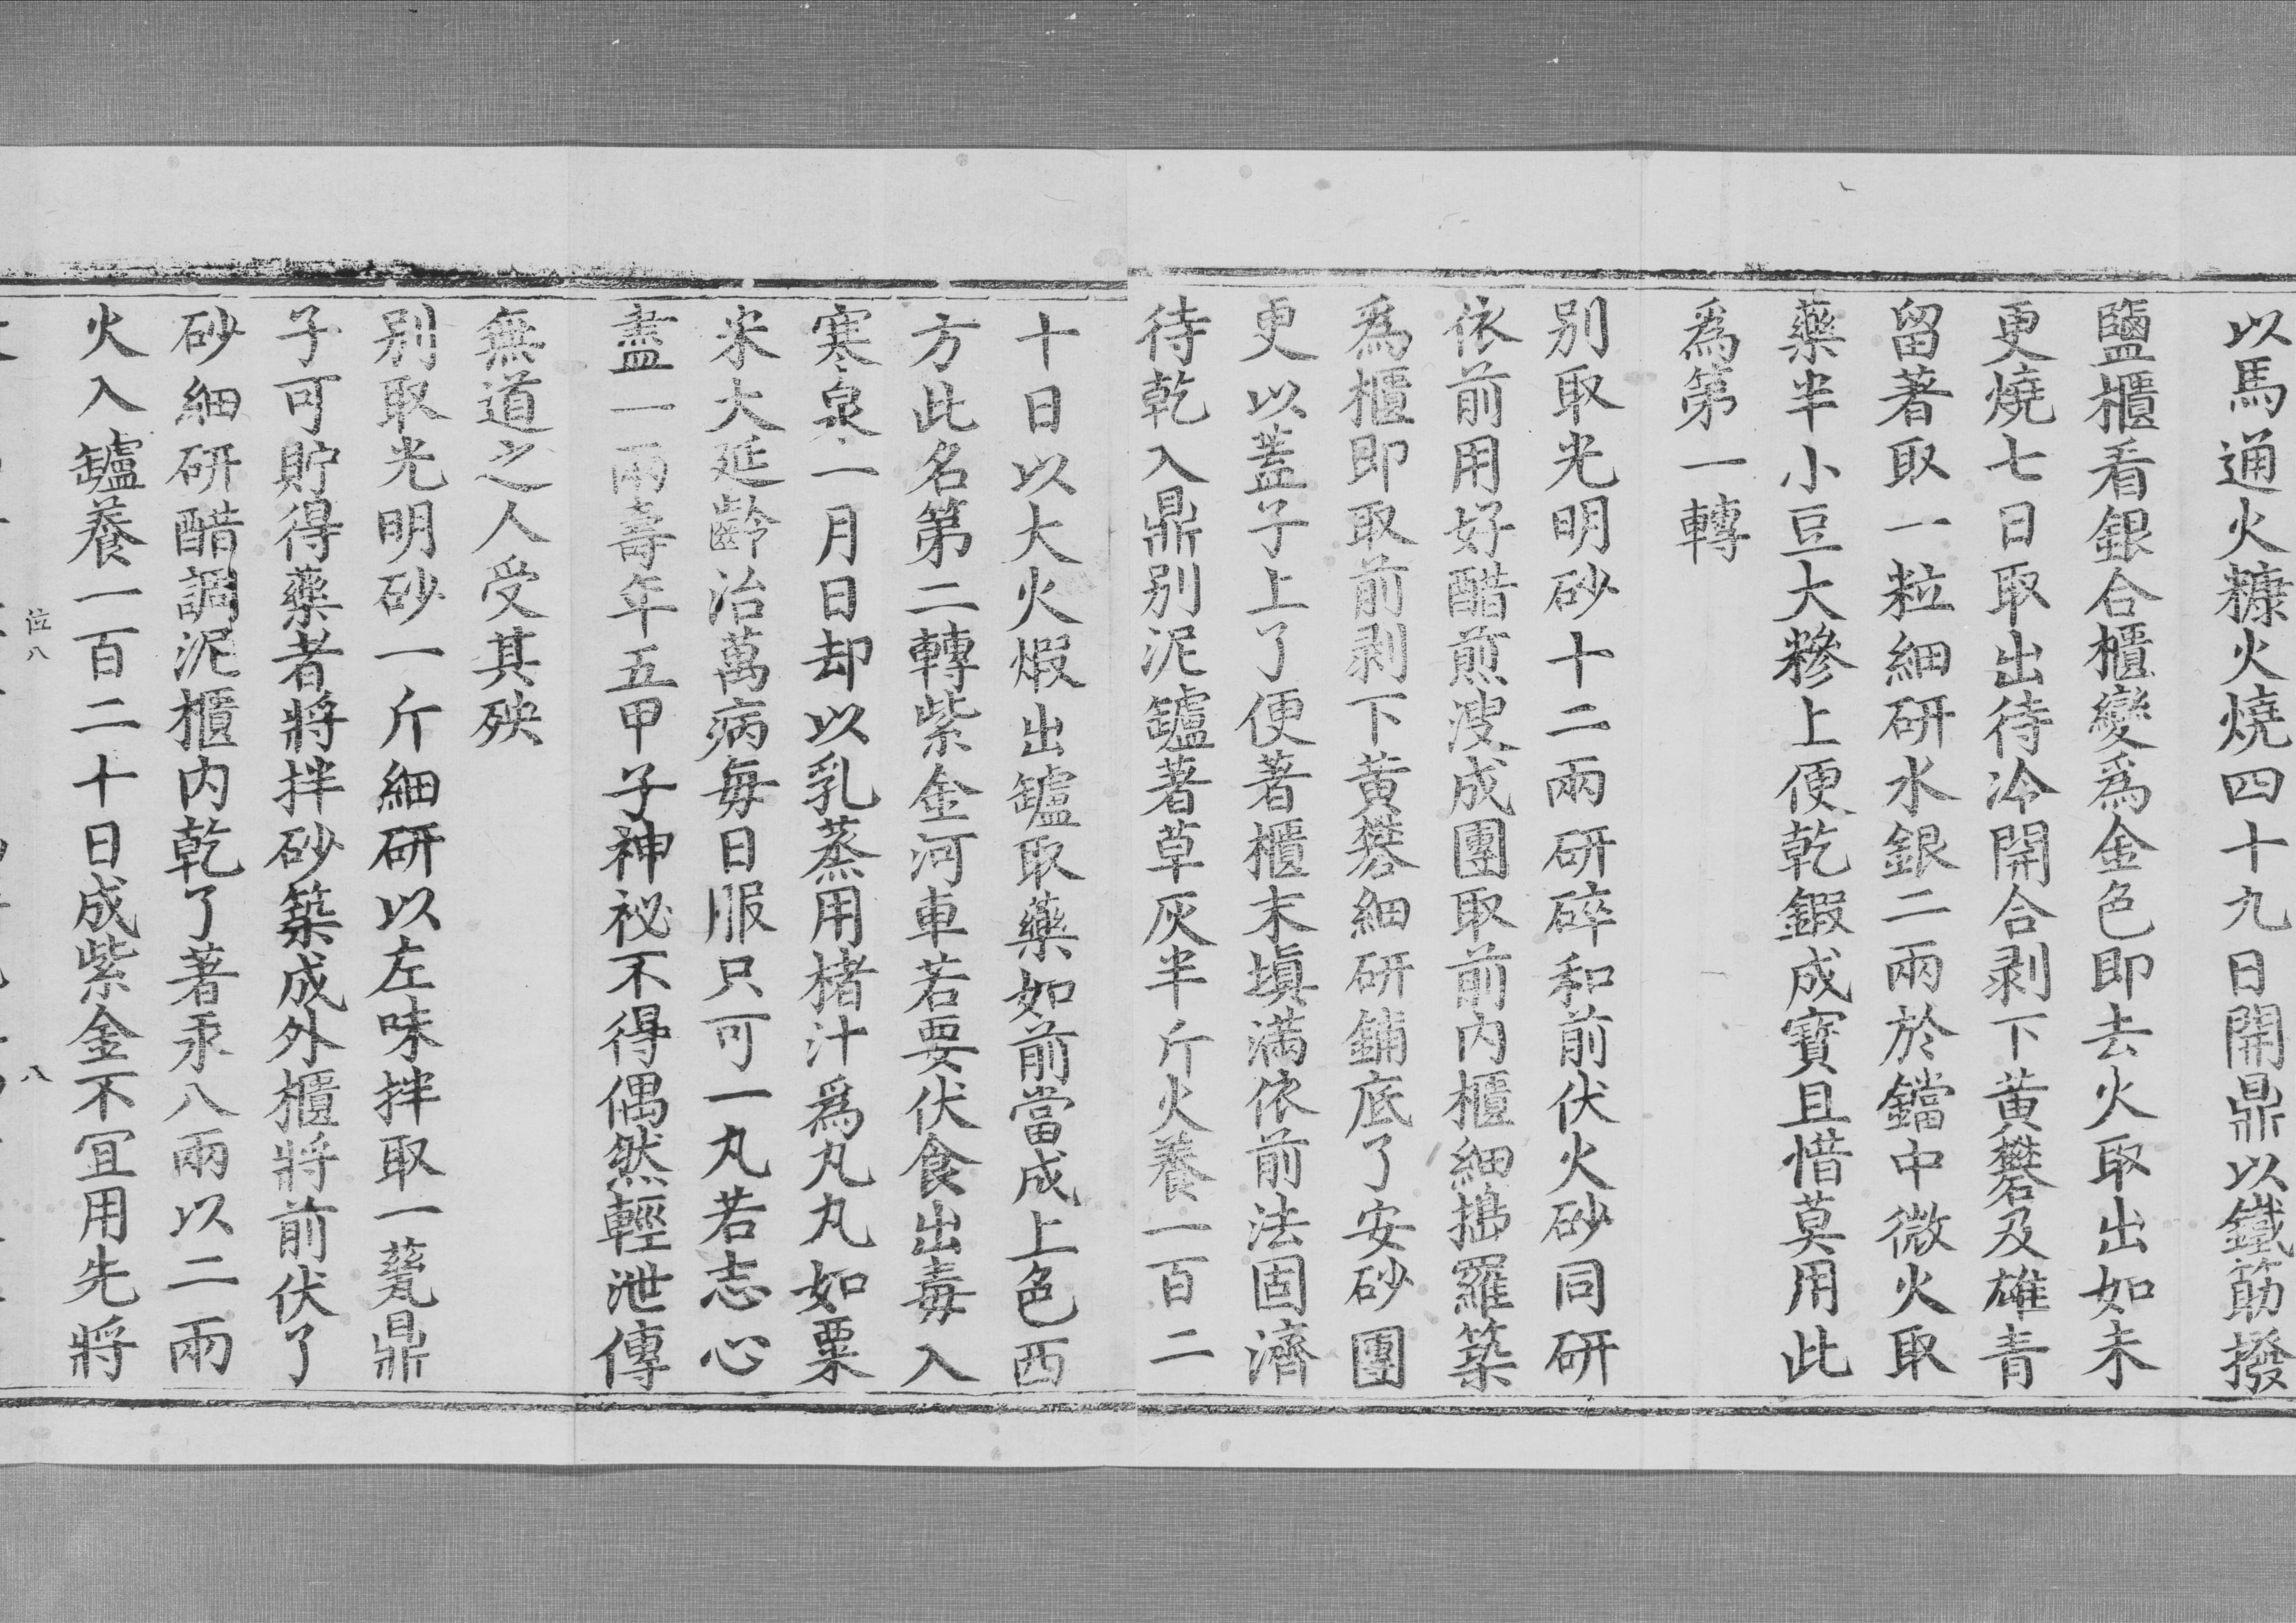 以馬通火糠火燒四十九日開鼎以鐵筯撥
鹽櫃看銀合櫃變爲金色即去火取出如未
更燒七日取出待冷開合剥下黄礬及雄青
留著取一粒細研水銀二兩於鐺中微火取
藥半小豆大糝上便乾鍜成寳且惜莫用此
爲第一轉
别取光明砂十二兩研碎和前伏火砂同研
依前用好醋煎溲成團取前内櫃細搗羅築
爲櫃即取前剥下黄礬細研鋪底了安砂團
更以蓋子上了便著櫃末塡滿依前法固濟
待乾入鼎别泥鑪著草灰半斤火養一百二
十日以大火煆出鑪取藥如前當成上色西
方此名第二轉紫金河車若要伏食出毒入
寒泉一月日却以乳蒸用楮汁爲丸丸如粟
米大延齡治萬病每日服只可一丸若志心
盡一兩壽年五甲子神祕不得偶然輕泄傳
無道之人受其殃
别取光明砂一斤細研以左味拌取一甆鼎
子可貯得藥者將拌砂築成外櫃將前伏了
砂細研醋調泥櫃内乾了著汞八兩以二兩
火入鑪養一百二十日成紫金不冝用先將
位八
八